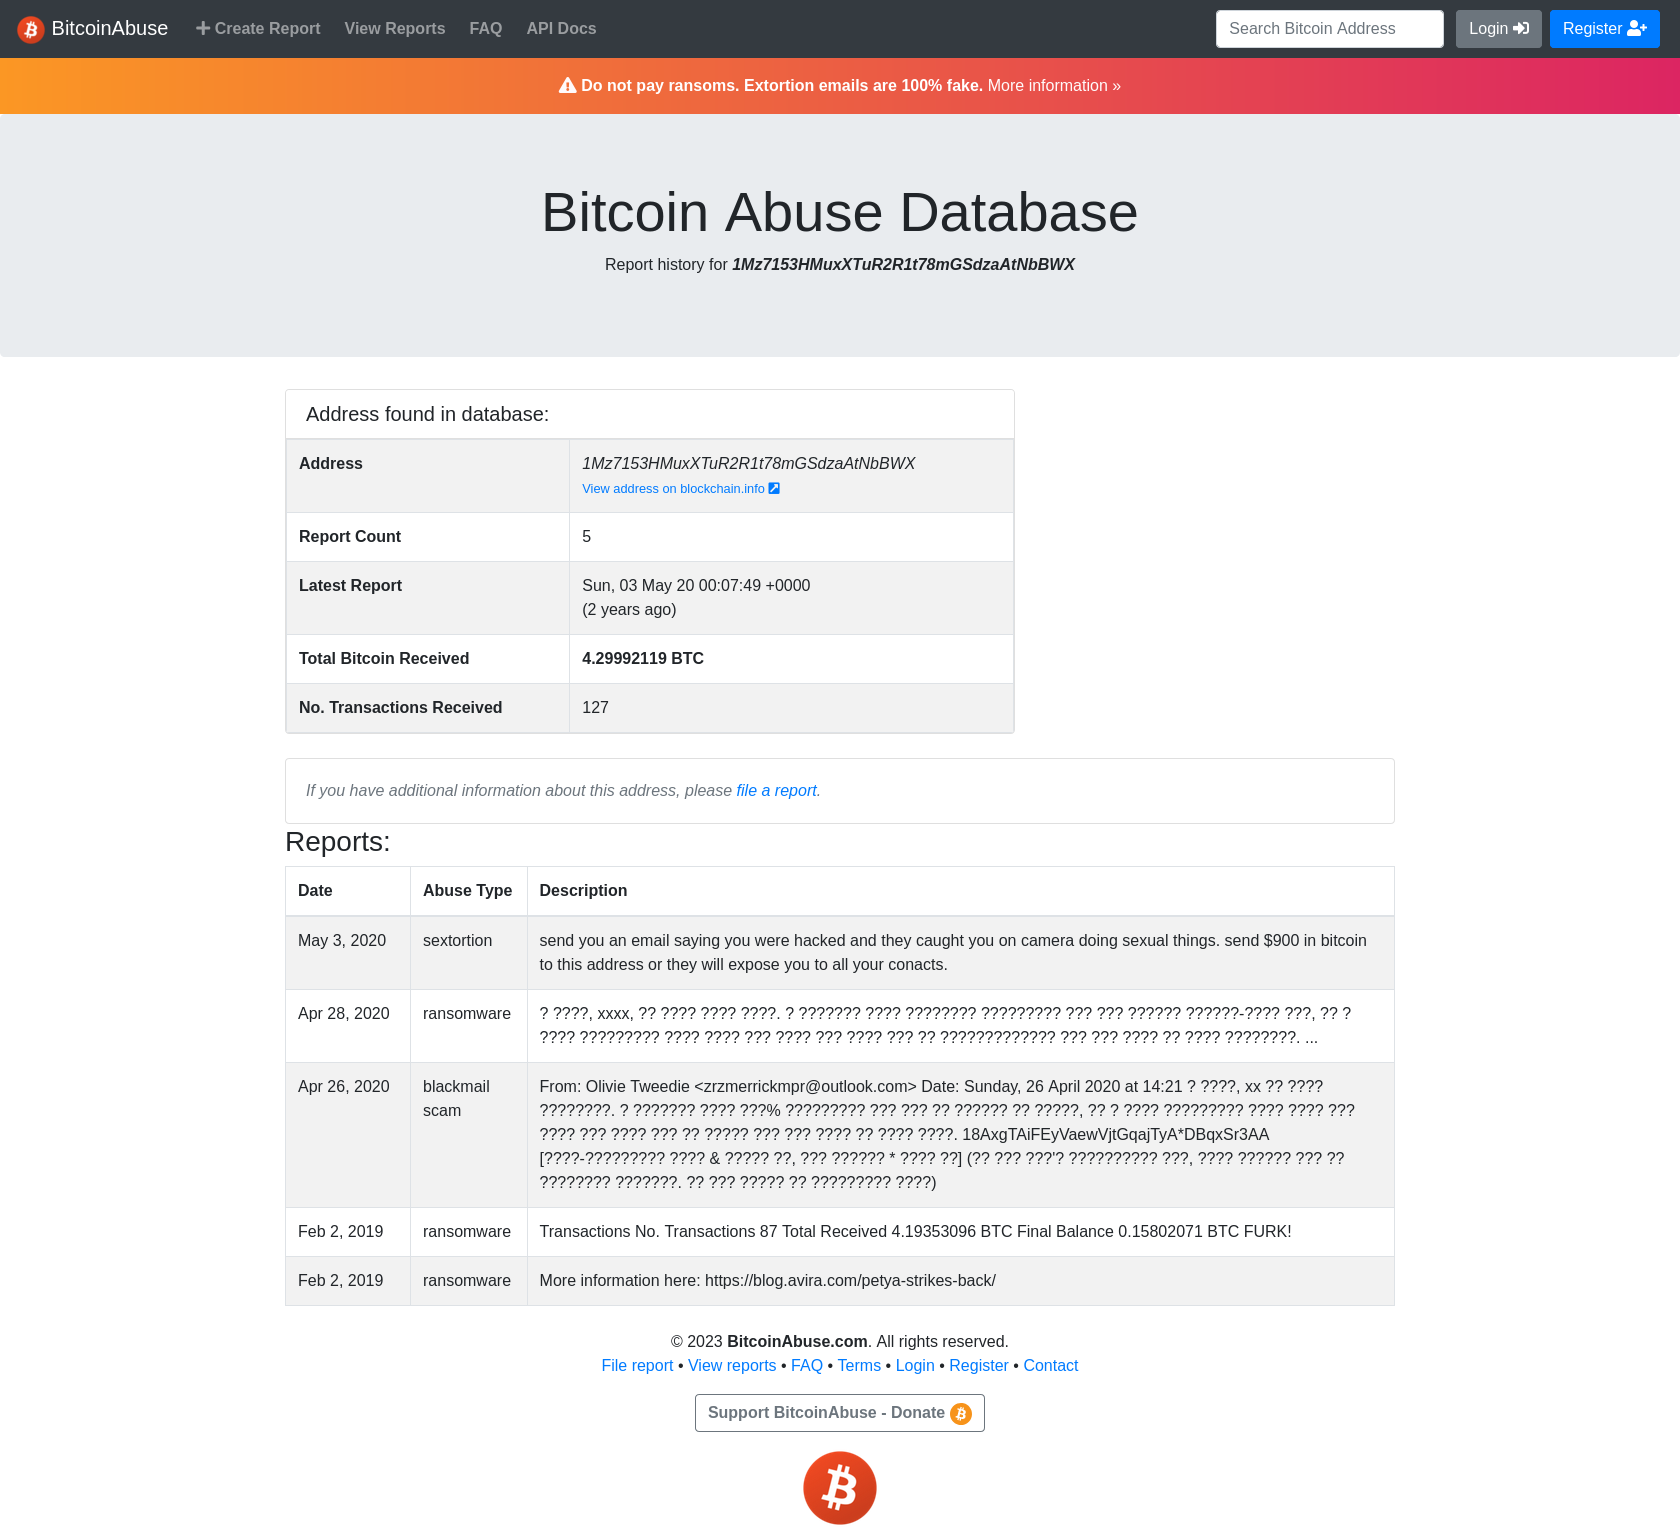 BitcoinAbuse Create Report View Reports FAQ API Docs Search Bitcoin Address Login Register
Do not pay ransoms. Extortion emails are 100% fake. More information »
Bitcoin Abuse Database
Report history for 1Mz7153HMuxXTuR2R1t78mGSdzaAtNbBWX
Address found in database:
Address 1Mz7153HMuxXTuR2R1t78mGSdzaAtNbBWX
View address on blockchain.info
Report Count 5
Latest Report Sun, 03 May 20 00:07:49 +0000
(2 years ago)
Total Bitcoin Received 4.29992119 BTC
No. Transactions Received 127
If you have additional information about this address, please file a report.
Reports:
Date Abuse Type Description
May 3, 2020 sextortion send you an email saying you were hacked and they caught you on camera doing sexual things. send $900 in bitcoin
to this address or they will expose you to all your conacts.
Apr 28, 2020 ransomware ? ????, xxxx, ?? ???? ???? ????. ? ??????? ???? ???????? ????????? ??? ??? ?????? ??????-???? ???, ?? ?
???? ????????? ???? ???? ??? ???? ??? ???? ??? ?? ????????????? ??? ??? ???? ?? ???? ????????. ...
Apr 26, 2020 blackmail From: Olivie Tweedie <zrzmerrickmpr@outlook.com> Date: Sunday, 26 April 2020 at 14:21 ? ????, xx ?? ????
scam ????????. ? ??????? ???? ???% ????????? ??? ??? ?? ?????? ?? ?????, ?? ? ???? ????????? ???? ???? ???
???? ??? ???? ??? ?? ????? ??? ??? ???? ?? ???? ????. 18AxgTAiFEyVaewVjtGqajTyA*DBqxSr3AA
[????-????????? ???? & ????? ??, ??? ?????? * ???? ??] (?? ??? ???'? ?????????? ???, ???? ?????? ??? ??
???????? ???????. ?? ??? ????? ?? ????????? ????)
Feb 2, 2019 ransomware Transactions No. Transactions 87 Total Received 4.19353096 BTC Final Balance 0.15802071 BTC FURK!
Feb 2, 2019 ransomware More information here: https://blog.avira.com/petya-strikes-back/
© 2023 BitcoinAbuse.com. All rights reserved.
File report • View reports • FAQ • Terms • Login • Register • Contact
Support BitcoinAbuse - Donate